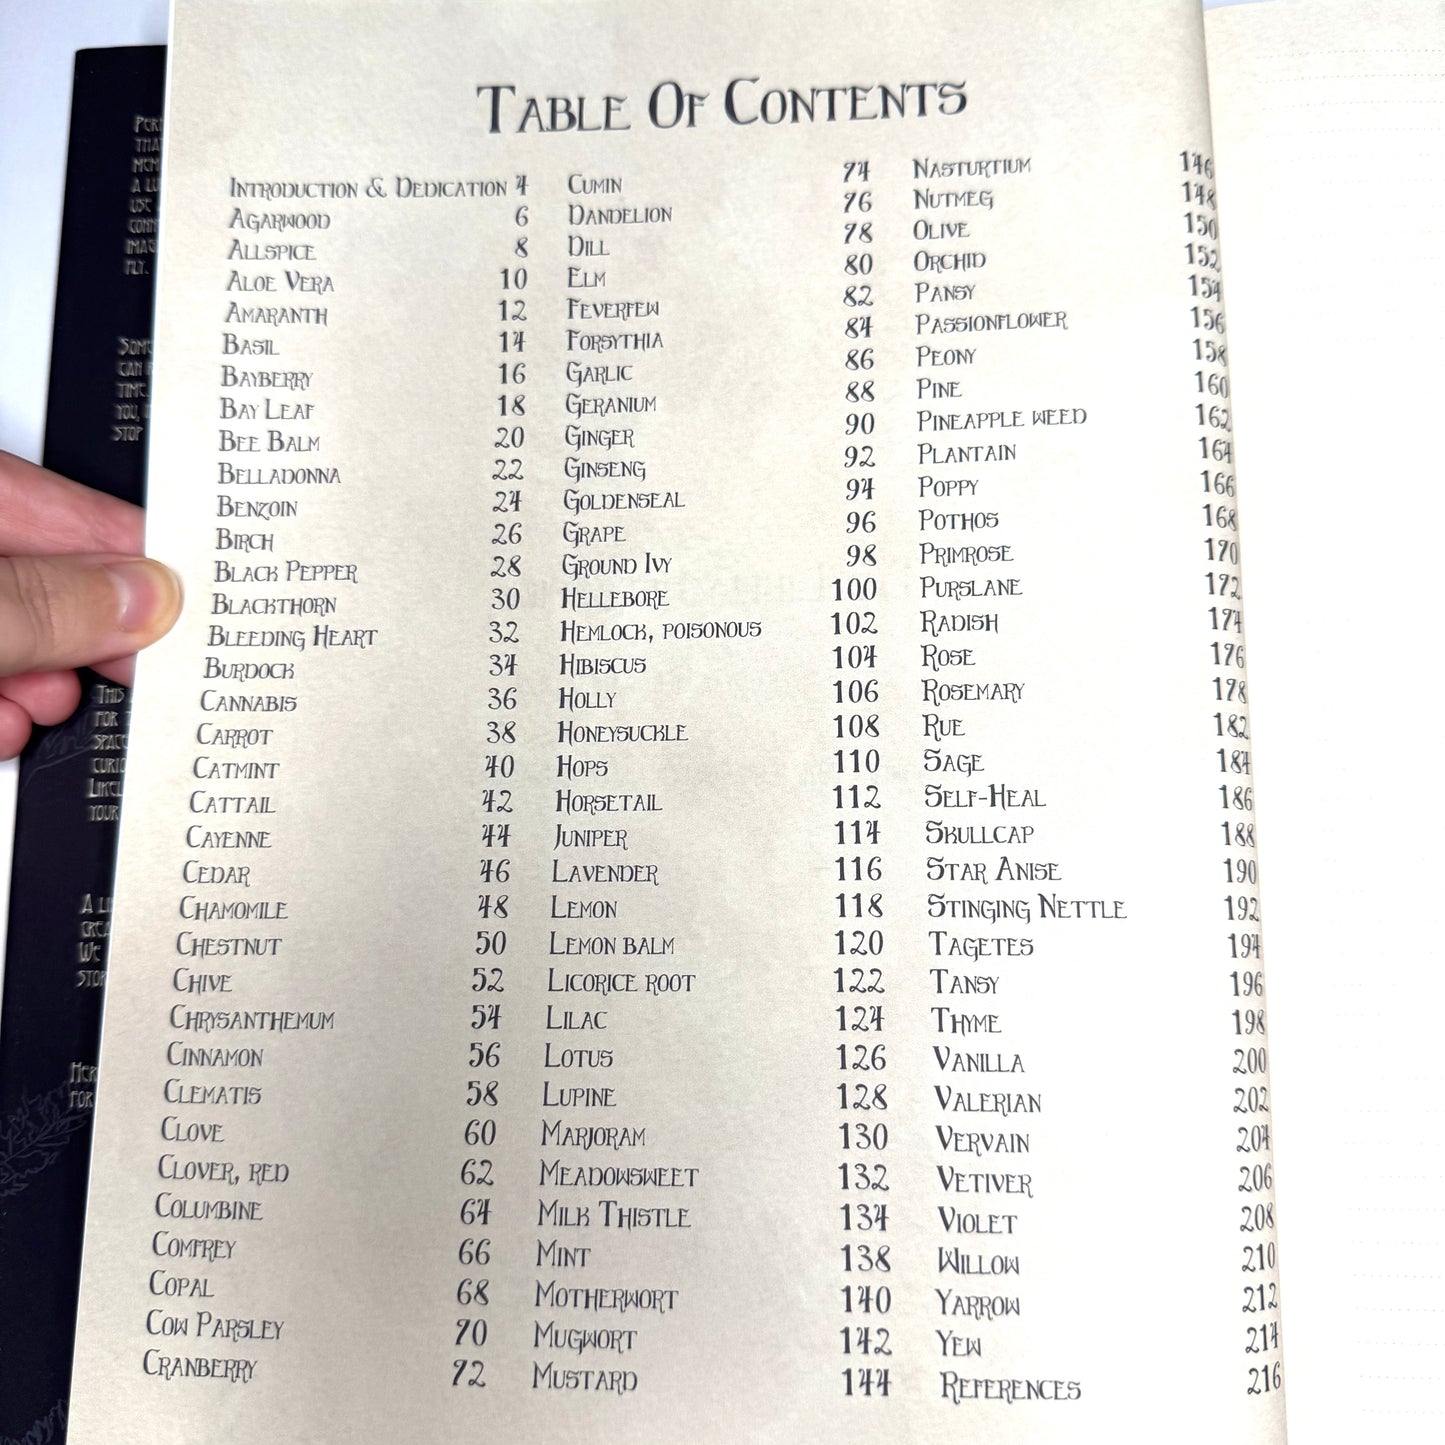 USE
FLY.
CAN
TIME.
YOU,
STOP
THIS
FOR
YOUR
WE
FOR
TABLE OF CONTENTS
INTRODUCTION & DEDICATION 4
AGARWOOD 6
ALLSPICE 8
ALOE VERA 10
AMARANTH 12
BASIL 14
BAYBERRY 16
BAY LEAF 18
BEE BALM 20
BELLADONNA 22
BENZOIN 24
BIRCH 26
BLACK PEPPER 28
BLACKTHORN 30
BLEEDING HEART 32
BURDOCK 34
CANNABIS 36
CARROT 38
CATMINT 40
CATTAIL 42
CAYENNE 44
CEDAR 46
CHAMOMILE 48
CHESTNUT 50
CHIVE 52
CHRYSANTHEMUM 54
CINNAMON 56
CLEMATIS 58
CLOVE 60
CLOVER, RED 62
COLUMBINE 64
COMFREY 66
COPAL 68
COW PARSLEY 70
CRANBERRY 72
CUMIN 74
DANDELION 76
DILL 78
ELM 80
FEVERFEW 82
FORSYTHIA 84
GARLIC 86
GERANIUM 88
GINGER 90
GINSENG 92
GOLDENSEAL 94
GRAPE 96
GROUND IVY 98
HELLEBORE 100
HEMLOCK, POISONOUS 102
HIBISCUS 104
HOLLY 106
HONEYSUCKLE 108
HOPS 110
HORSETAIL 112
JUNIPER 114
LAVENDER 116
LEMON 118
LEMON BALM 120
LICORICE ROOT 122
LILAC 124
LOTUS 126
LUPINE 128
MARJORAM 130
MEADOWSWEET 132
MILK THISTLE 134
MINT 138
MOTHERWORT 140
MUGWORT 142
MUSTARD 144
NASTURTIUM 146
NUTMEG 148
OLIVE 150
ORCHID 152
PANSY 154
PASSIONFLOWER 156
PEONY 158
PINE 160
PINEAPPLE WEED 162
PLANTAIN 164
POPPY 166
POTHOS 168
PRIMROSE 170
PURSLANE 172
RADISH 174
ROSE 176
ROSEMARY 178
RUE 182
SAGE 184
SELF-HEAL 186
SKULLCAP 188
STAR ANISE 190
STINGING NETTLE 192
TAGETES 194
TANSY 196
THYME 198
VANILLA 200
VALERIAN 202
VERVAIN 204
VETIVER 206
VIOLET 208
WILLOW 210
YARROW 212
YEW 214
REFERENCES 216